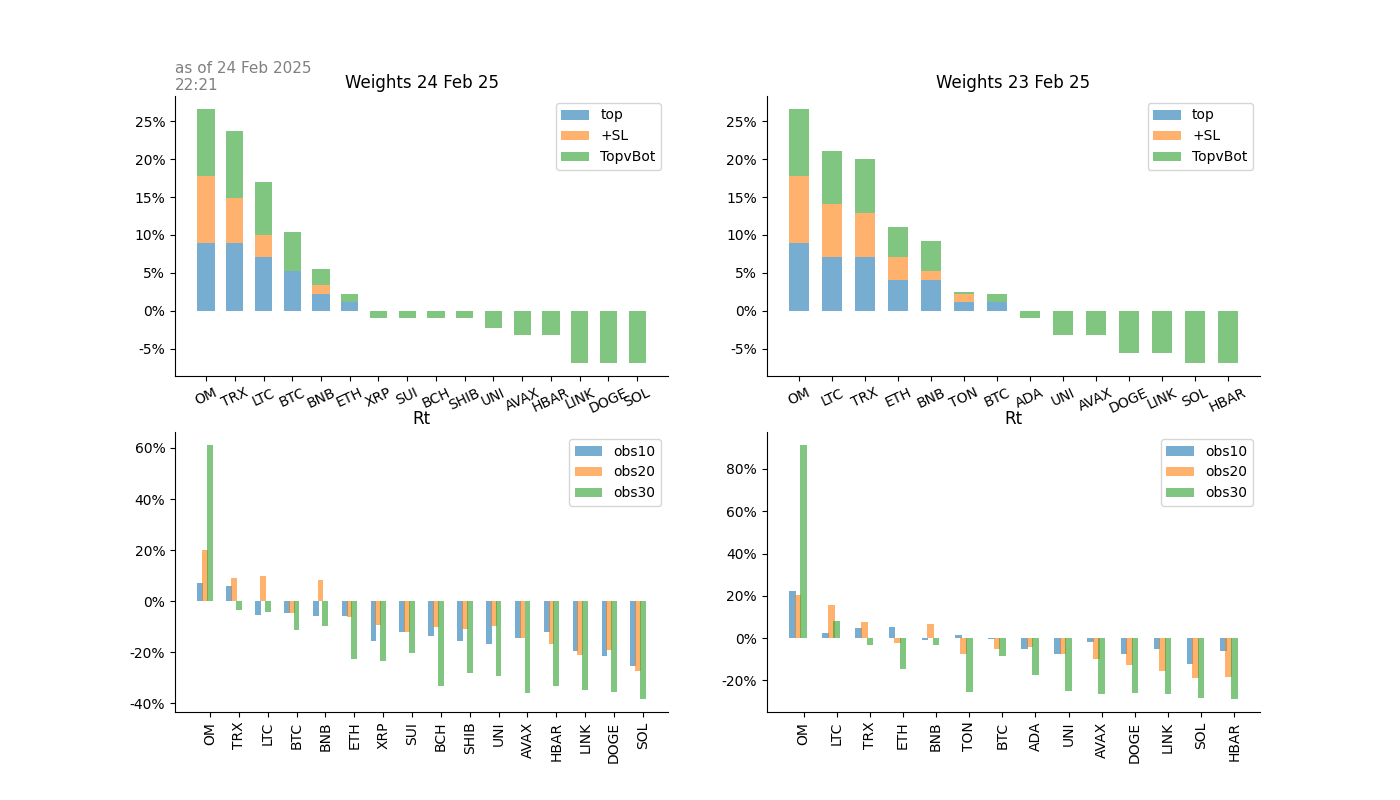 as of 24 Feb 2025
22:21
Weights 24 Feb 25
top
+SL
TopvBot
25%
20%
15%
10%
5%
0%
-5%
OM TRX LTC BTC BNB ETH XRP SUI BCH SHIB UNI AVAX HBAR LINK DOGE SOL
Weights 23 Feb 25
top
+SL
TopvBot
25%
20%
15%
10%
5%
0%
-5%
OM LTC TRX ETH BNB TON BTC ADA UNI AVAX DOGE LINK SOL HBAR
Rt
obs10
obs20
obs30
60%
40%
20%
0%
-20%
-40%
OM TRX LTC BTC BNB ETH XRP SUI BCH SHIB UNI AVAX HBAR LINK DOGE SOL
Rt
obs10
obs20
obs30
80%
60%
40%
20%
0%
-20%
OM LTC TRX ETH BNB TON BTC ADA UNI AVAX DOGE LINK SOL HBAR